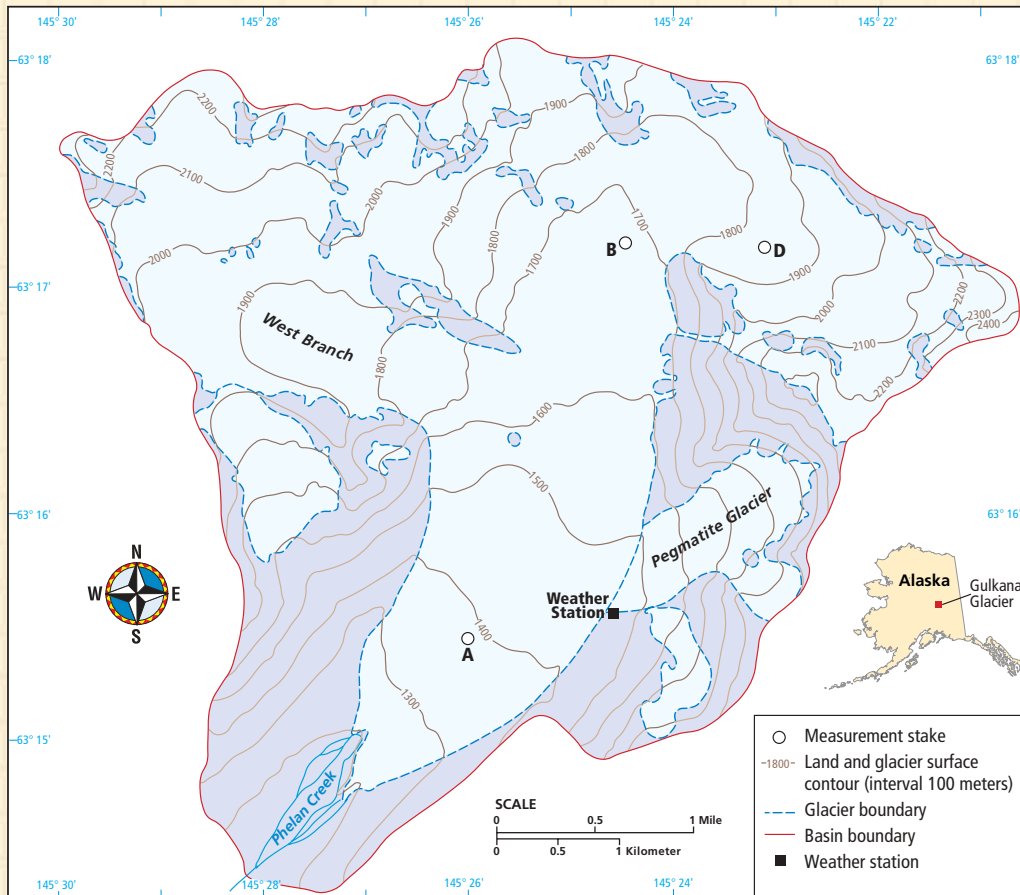 145° 30'
145° 28'
145° 26'
145° 24'
145° 22'
63° 18'
63° 18'
2200
2200
1900
1800
2100
2000
2000
1900
1800
1700
1700
B
1800
D
1900
2000
2200
2300
2400
63° 17'
1900
West Branch
1800
2100
2200
1600
1500
63° 16'
63° 16'
Pegmatite Glacier
N
W
E
S
Weather
Station
Alaska
Gulkana
Glacier
1400
A
1300
63° 15'
Phelan Creek
SCALE
0
0.5
1 Mile
0
0.5
1 Kilometer
Measurement stake
-1800-
Land and glacier surface
contour (interval 100 meters)
Glacier boundary
Basin boundary
Weather station
145° 30'
145° 28'
145° 26'
145° 24'
145° 22'